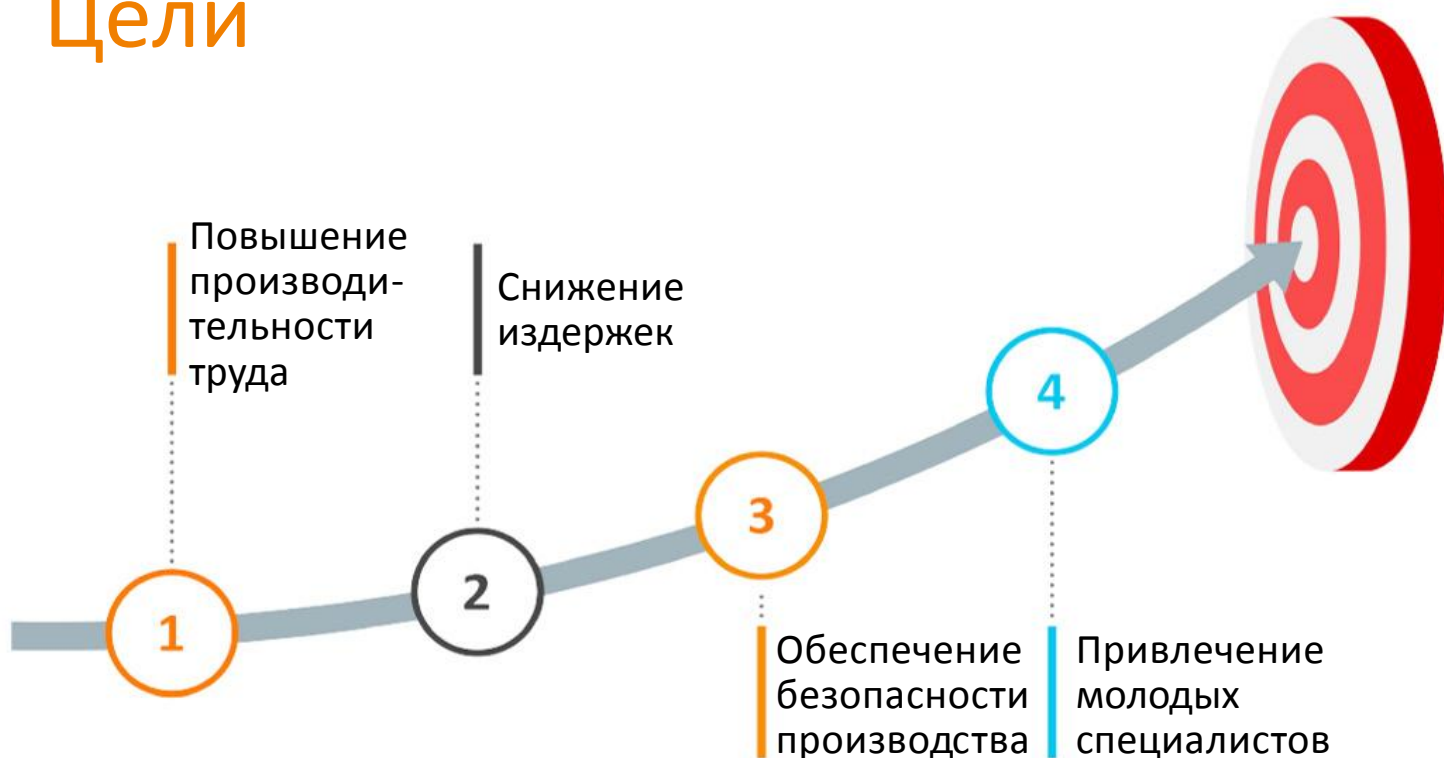 Цели
Повышение
производи-
тельности
труда
Снижение
издержек
1
2
3
4
Обеспечение
безопасности
производства
Привлечение
молодых
специалистов